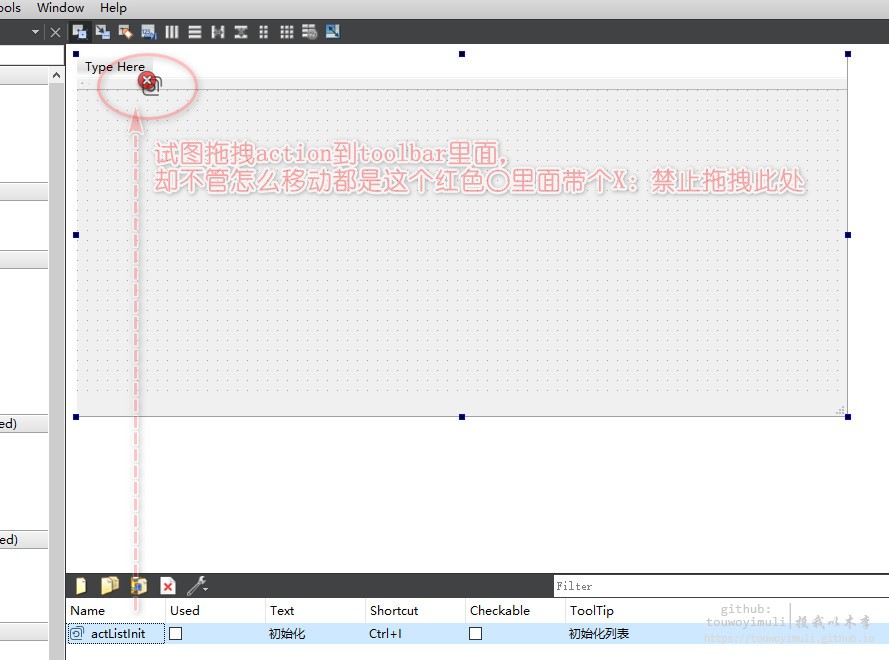 ools Window Help
Type Here
试图拖拽action到toolbar里面,
却不管怎么移动都是这个红色〇里面带个X: 禁止拖拽此处
ed)
ed)
Filter
Name Used Text Shortcut Checkable ToolTip
actListInit 初始化 Ctrl+I 初始化列表
github:
touwoyimuli 投我以木李
https://touwoyimuli.github.io